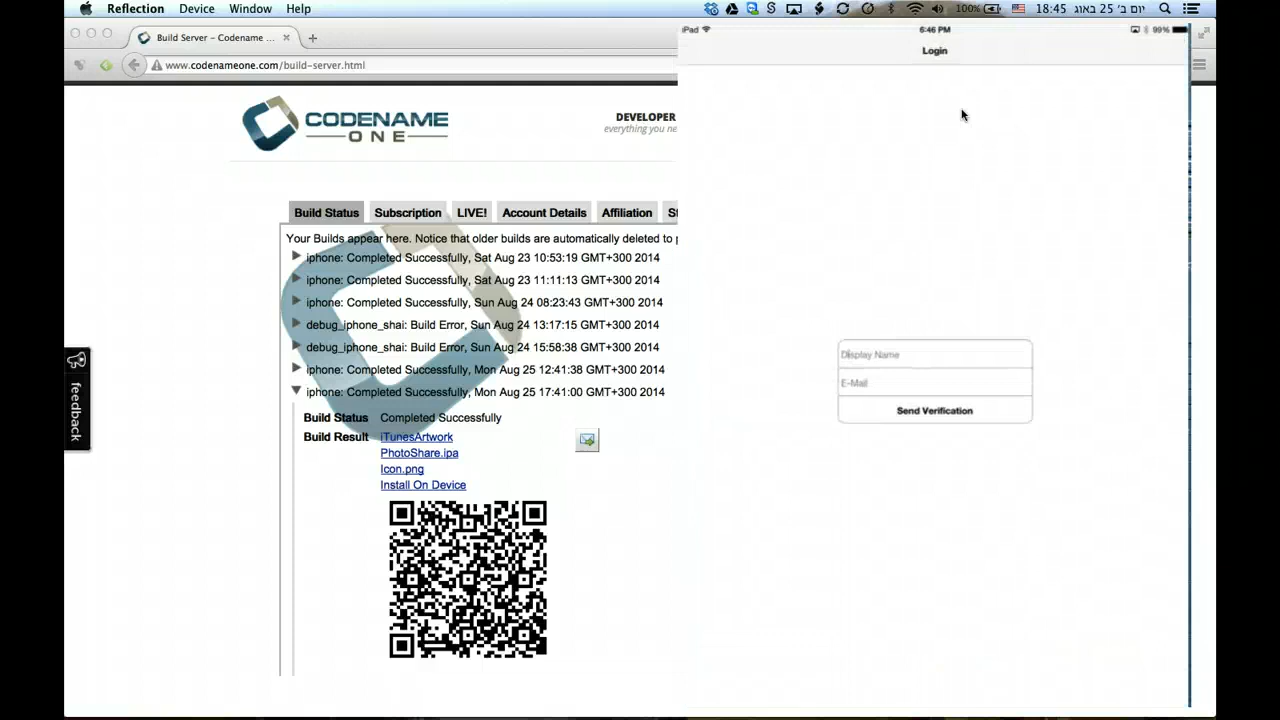 Reflection Device Window Help 100% 18:45 יום ב׳ 25 באוג
Build Server – Codename ...
www.codenameone.com/build-server.html
iPad 6:46 PM 99%
Login
CODENAME
ONE
DEVELOPER
everything you ne
Build Status Subscription LIVE! Account Details Affiliation St
Your Builds appear here. Notice that older builds are automatically deleted to p
iphone: Completed Successfully, Sat Aug 23 10:53:19 GMT+300 2014
iphone: Completed Successfully, Sat Aug 23 11:11:13 GMT+300 2014
iphone: Completed Successfully, Sun Aug 24 08:23:43 GMT+300 2014
debug_iphone_shai: Build Error, Sun Aug 24 13:17:15 GMT+300 2014
debug_iphone_shai: Build Error, Sun Aug 24 15:58:38 GMT+300 2014
iphone: Completed Successfully, Mon Aug 25 12:41:38 GMT+300 2014
iphone: Completed Successfully, Mon Aug 25 17:41:00 GMT+300 2014
Build Status Completed Successfully
Build Result iTunesArtwork
PhotoShare.ipa
Icon.png
Install On Device
feedback
Display Name
E-Mail
Send Verification